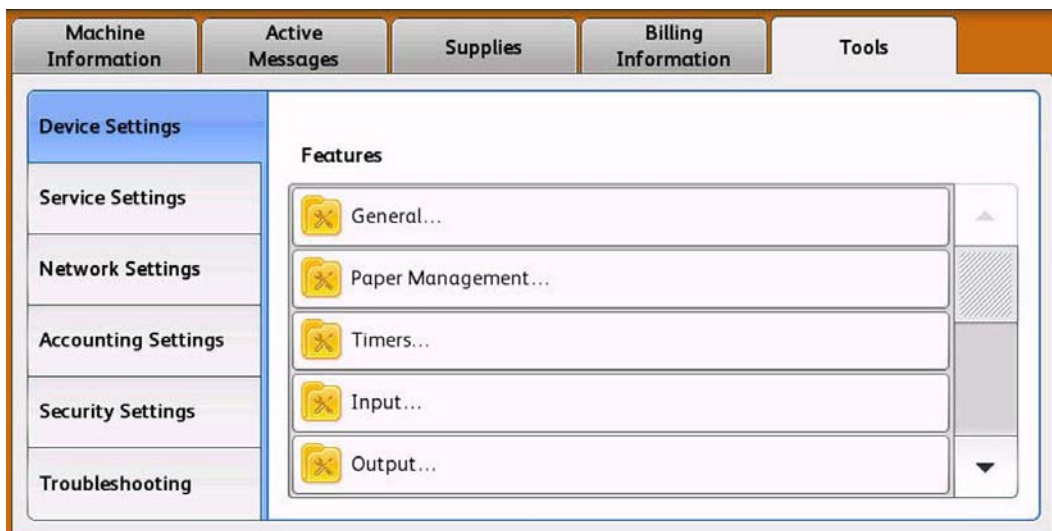 Machine Information
Active Messages
Supplies
Billing Information
Tools
Device Settings
Service Settings
Network Settings
Accounting Settings
Security Settings
Troubleshooting
Features
General...
Paper Management...
Timers...
Input...
Output...